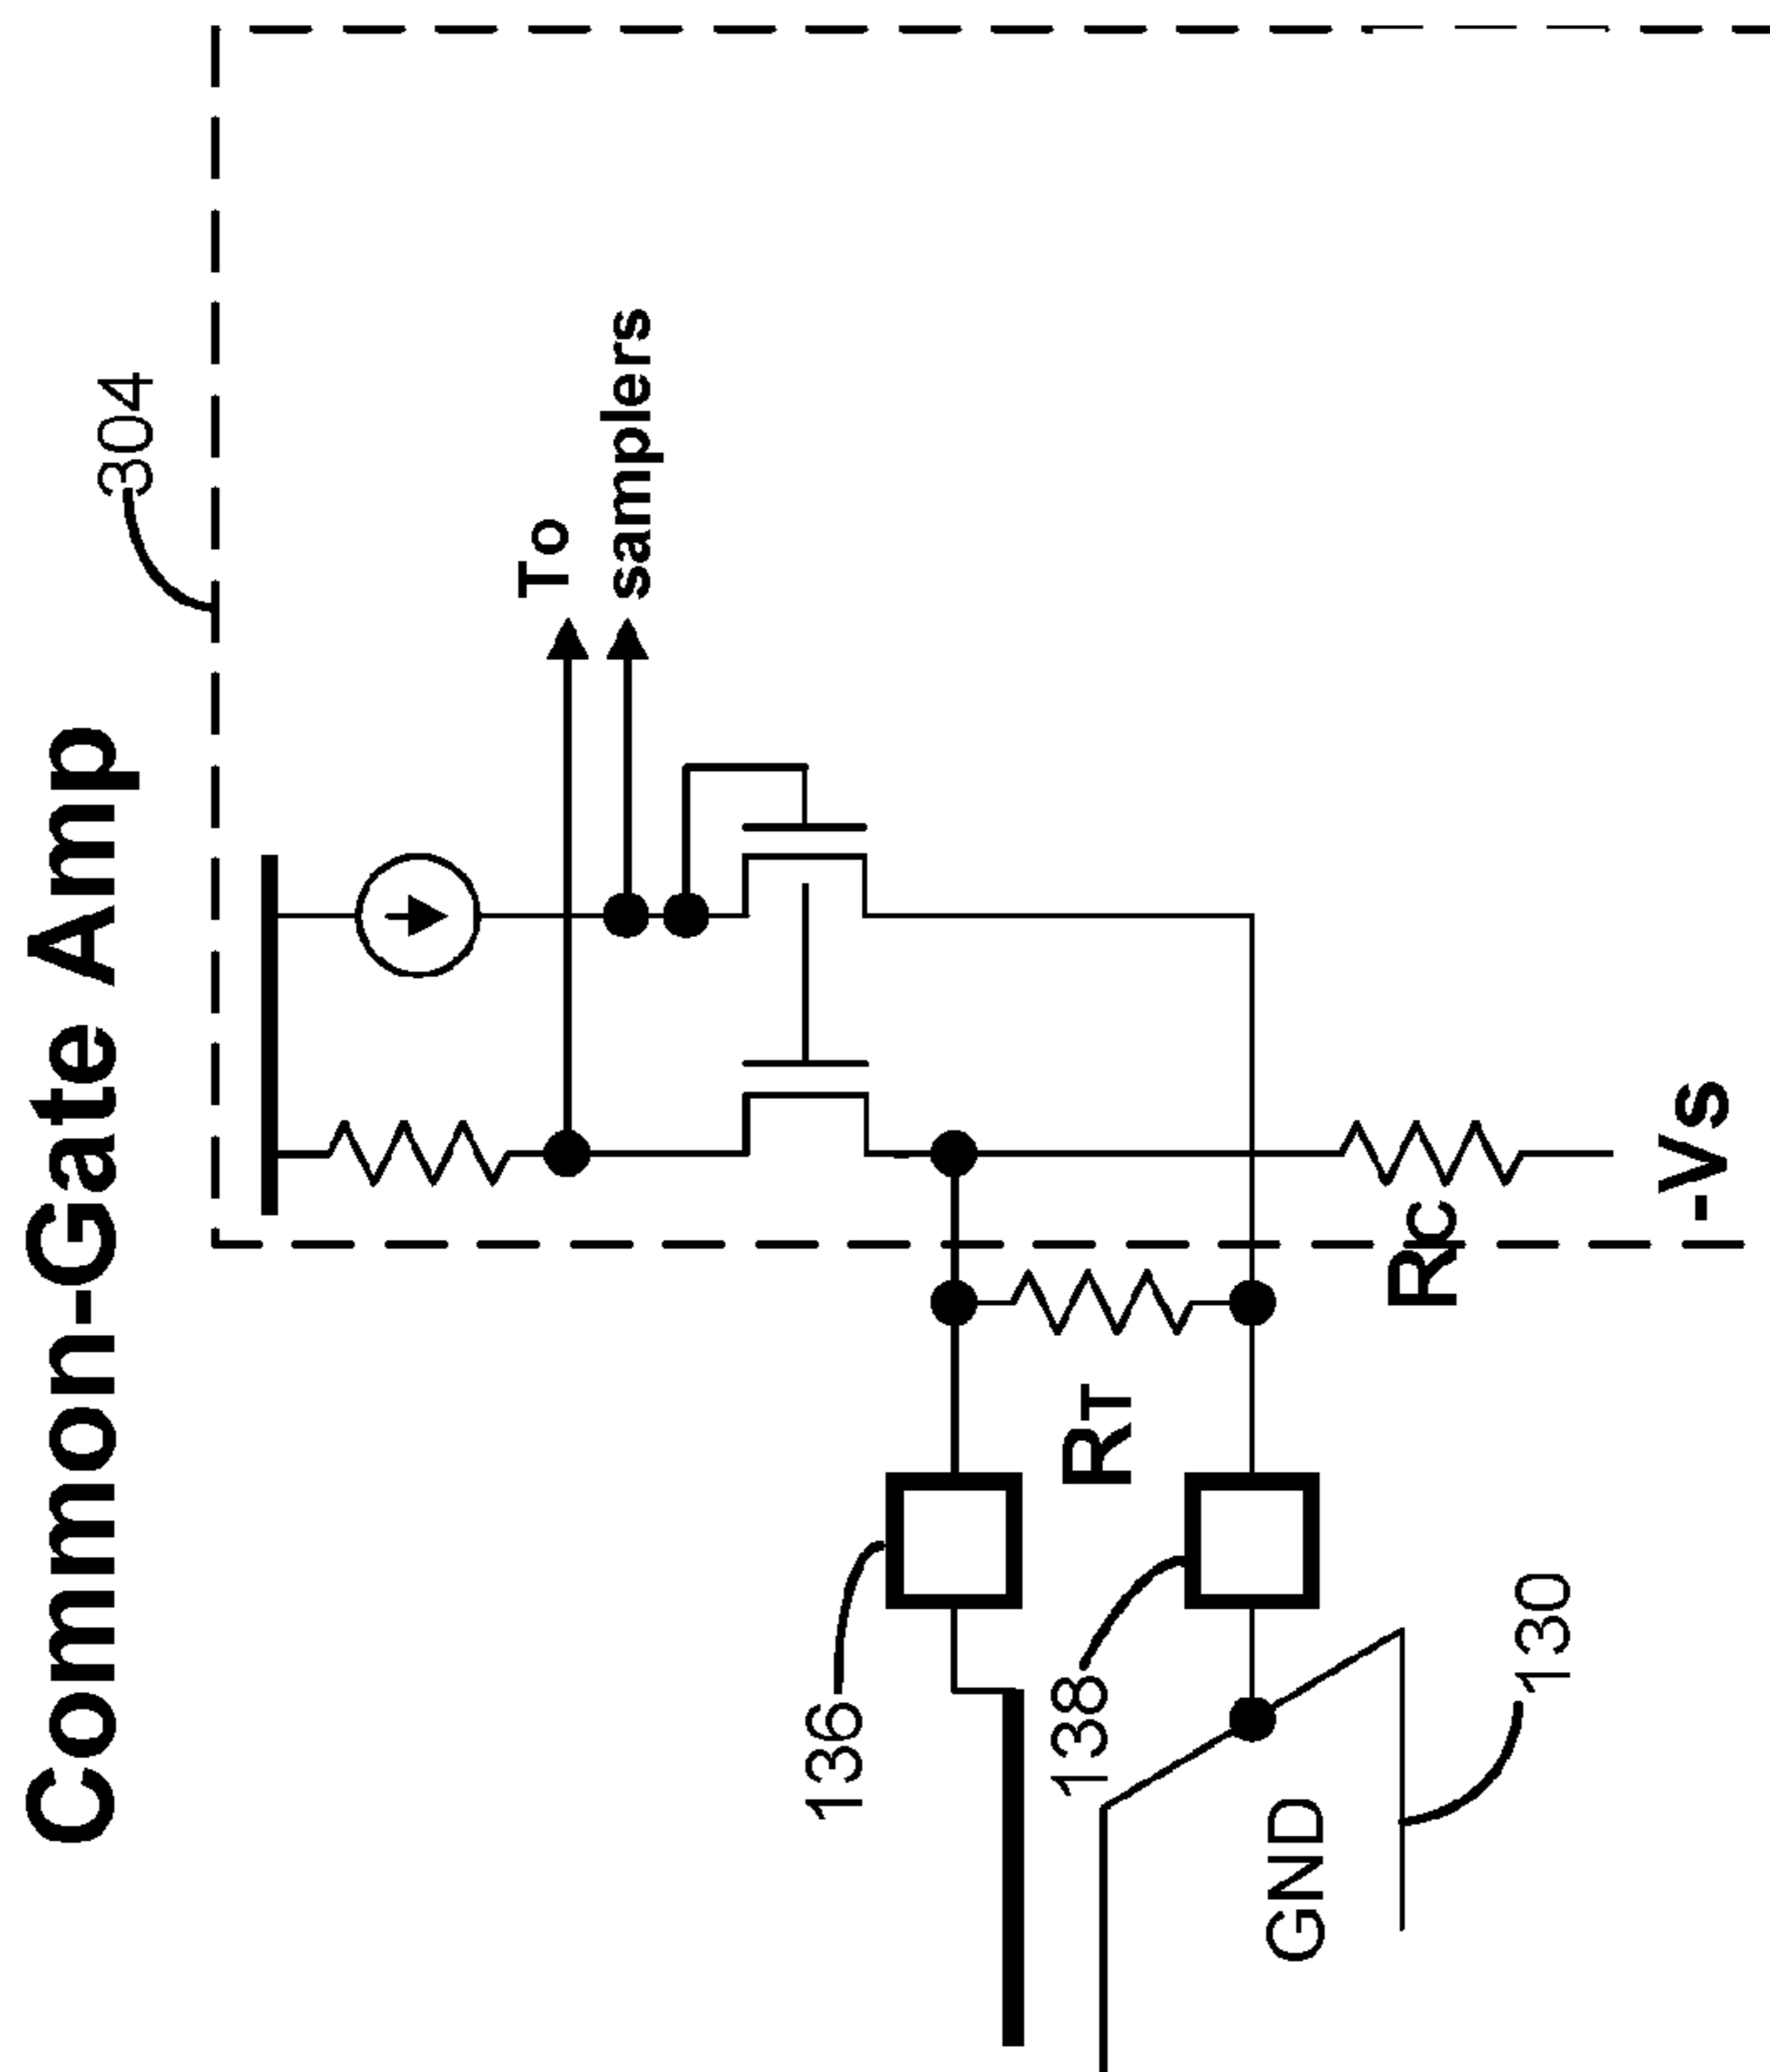 Common-Gate Amp
304
To
samplers
136
RT
138
GND
130
Rc
-Vs